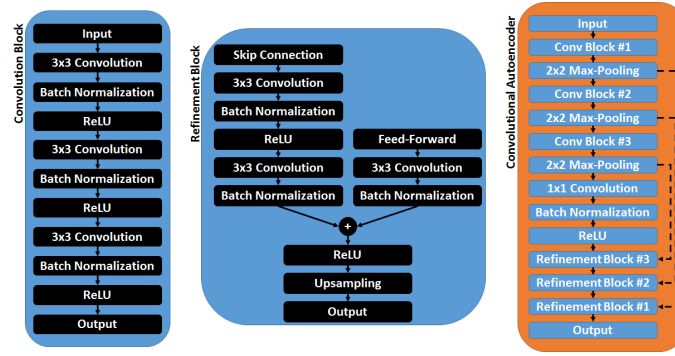 Convolution Block
Input
3x3 Convolution
Batch Normalization
ReLU
3x3 Convolution
Batch Normalization
ReLU
3x3 Convolution
Batch Normalization
ReLU
Output
Refinement Block
Skip Connection
3x3 Convolution
Batch Normalization
ReLU
3x3 Convolution
Batch Normalization
Feed-Forward
3x3 Convolution
Batch Normalization
+
ReLU
Upsampling
Output
Convolutional Autoencoder
Input
Conv Block #1
2x2 Max-Pooling
Conv Block #2
2x2 Max-Pooling
Conv Block #3
2x2 Max-Pooling
1x1 Convolution
Batch Normalization
ReLU
Refinement Block #3
Refinement Block #2
Refinement Block #1
Output